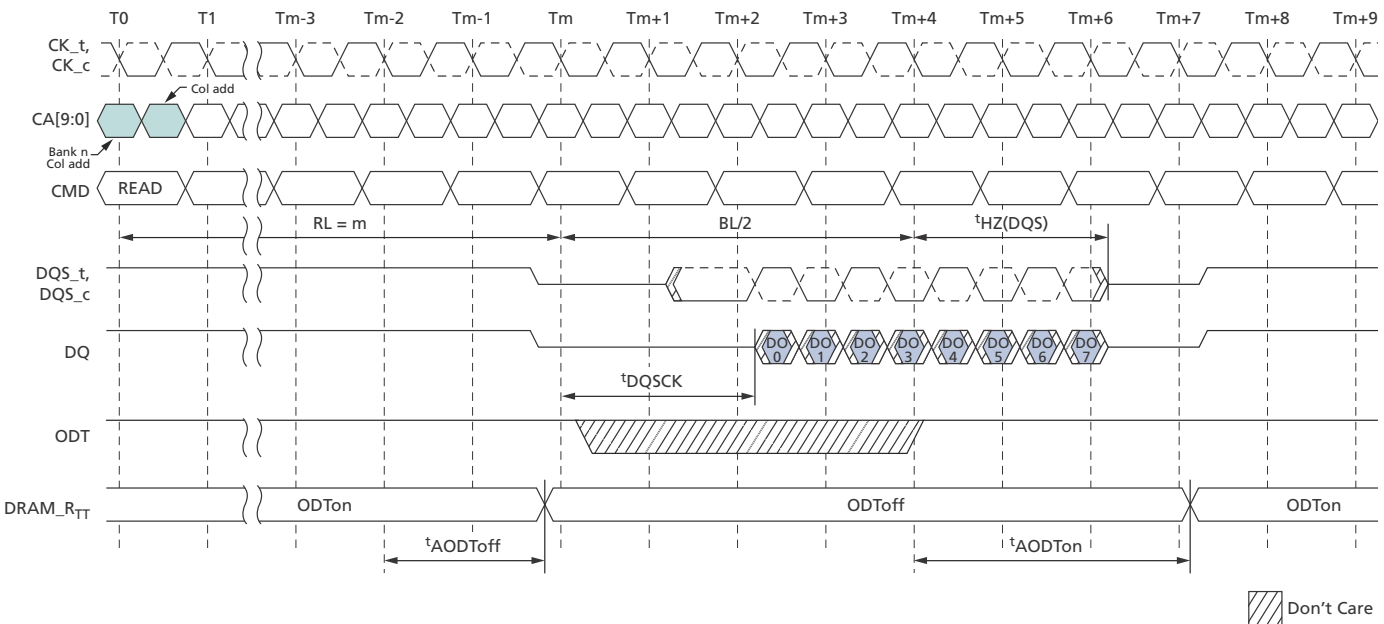 T0 T1 Tm-3 Tm-2 Tm-1 Tm Tm+1 Tm+2 Tm+3 Tm+4 Tm+5 Tm+6 Tm+7 Tm+8 Tm+9
CK_t,
CK_c
Col add
CA[9:0]
Bank n
Col add
CMD READ
RL = m BL/2 tHZ(DQS)
DQS_t,
DQS_c
DQ DO 0 DO 1 DO 2 DO 3 DO 4 DO 5 DO 6 DO 7
tDQSCK
ODT
DRAM_RTT ODTon ODToff ODTon
tAODToff tAODTon
Don't Care